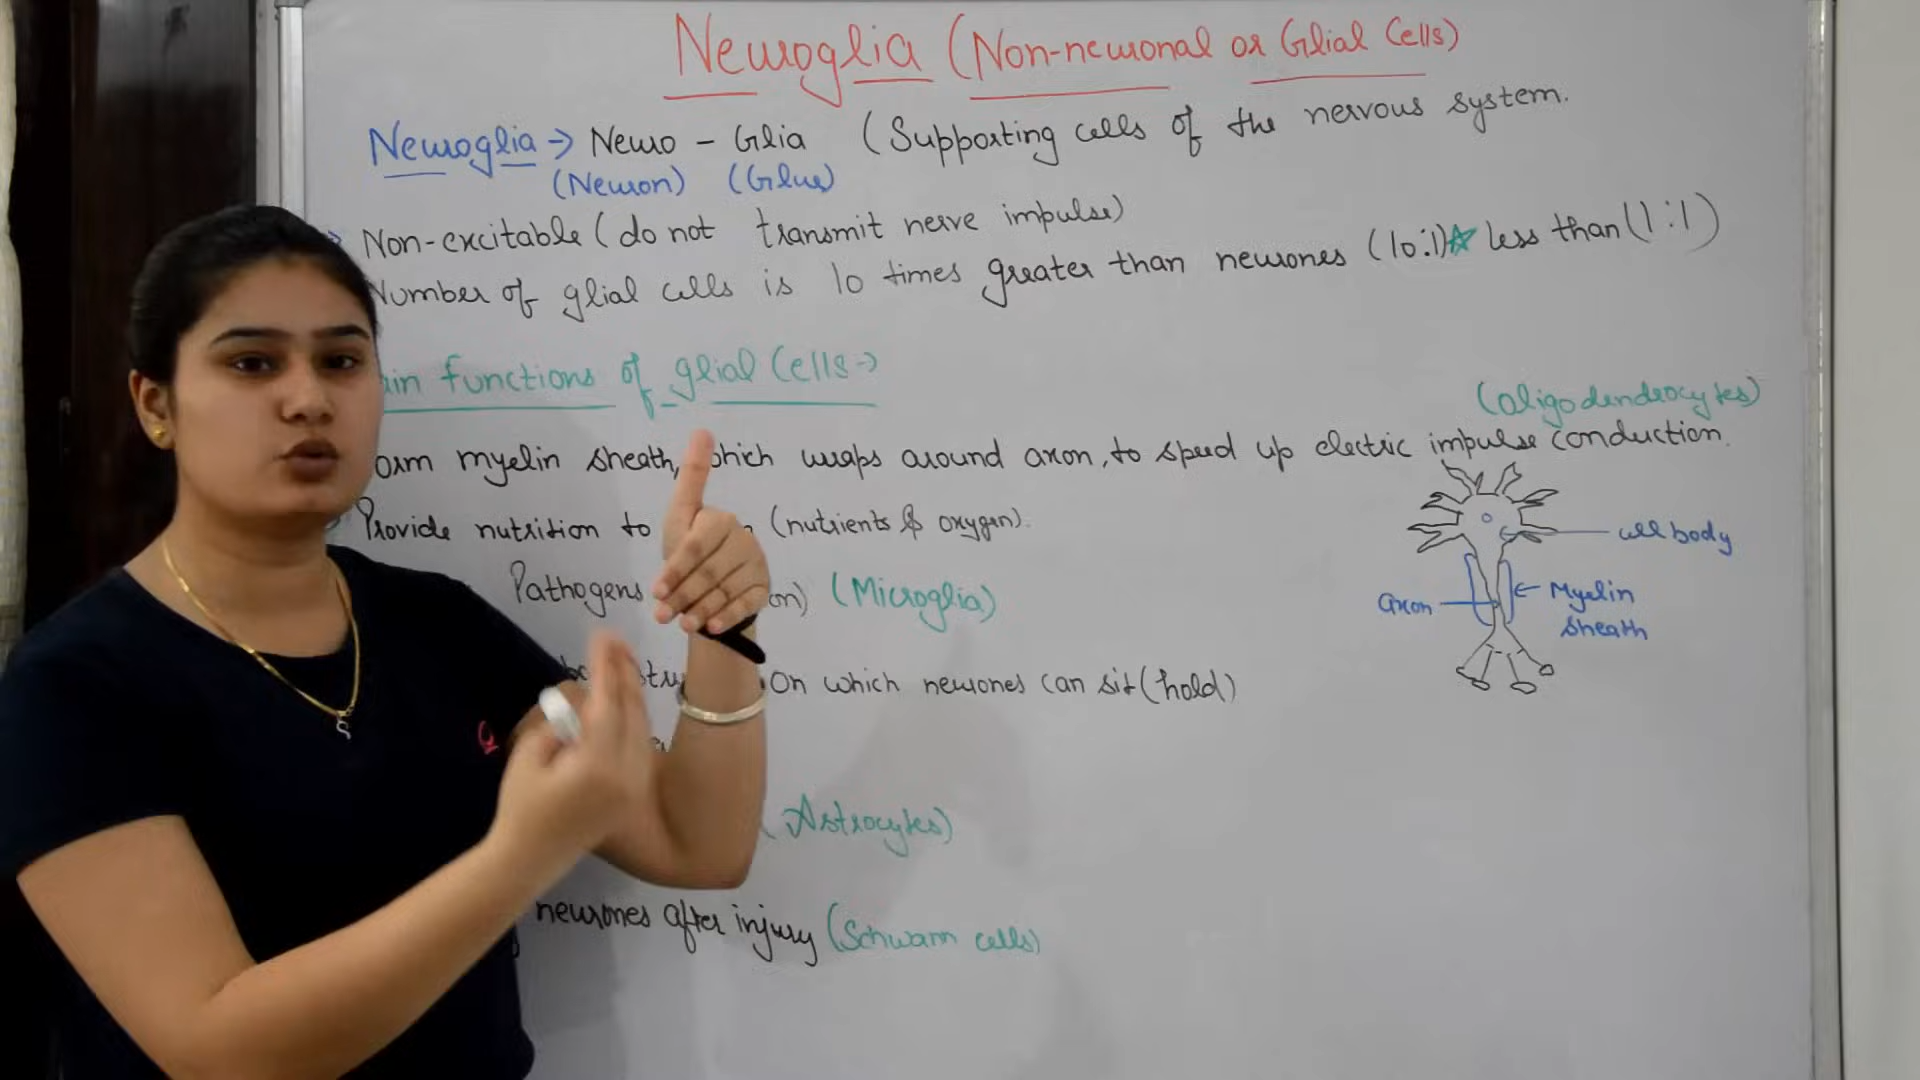 Neuroglia (Non-neuronal or Glial Cells)
Neuroglia → Neuro - Glia (Supporting cells of the nervous system.
(Neuron) (Glue)
Non-excitable (do not transmit nerve impulse)
Number of glial cells is 10 times greater than neurones (10:1)☆ less than (1:1)
functions of glial Cells→
(oligodendrocytes)
myelin sheath, which wraps around axon, to speed up electric impulse conduction.
Provide nutrition to (nutrients & oxygen).
cell body
Pathogens (Microglia)
axon
Myelin
sheath
On which neurones can sit (hold)
Astrocytes)
neurones after injury (Schwann cells)